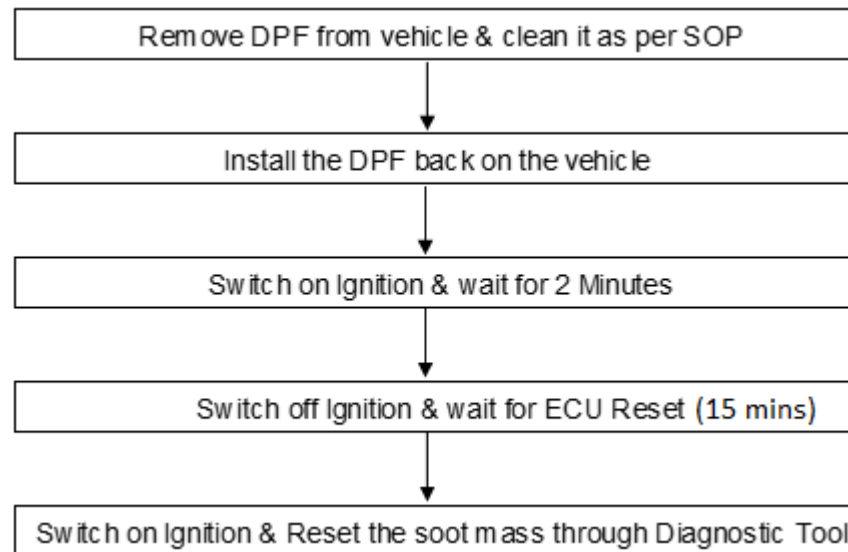 Remove DPF from vehicle & clean it as per SOP
Install the DPF back on the vehicle
Switch on Ignition & wait for 2 Minutes
Switch off Ignition & wait for ECU Reset (15 mins)
Switch on Ignition & Reset the soot mass through Diagnostic Tool